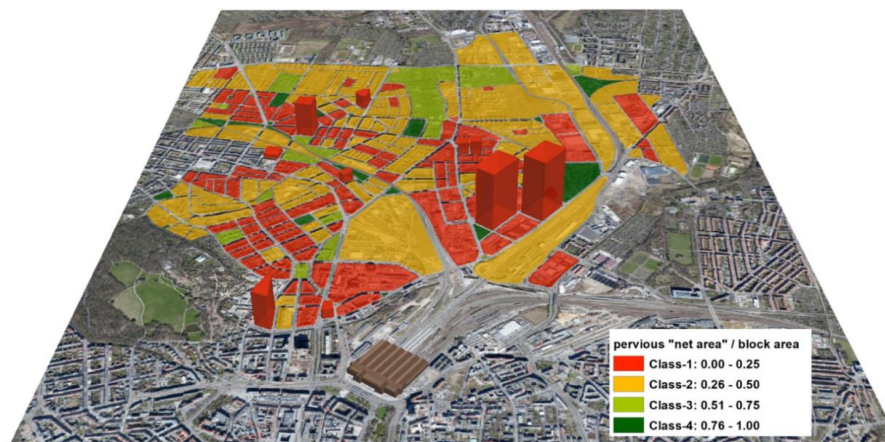 pervious "net area" / block area
Class-1: 0.00 - 0.25
Class-2: 0.26 - 0.50
Class-3: 0.51 - 0.75
Class-4: 0.76 - 1.00